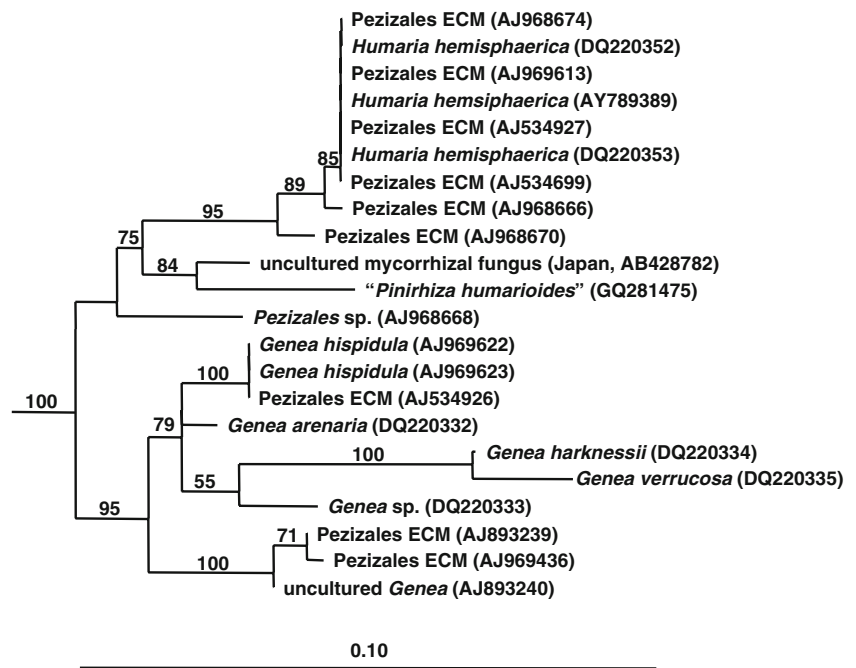 Pezizales ECM (AJ968674)
Humaria hemisphaerica (DQ220352)
Pezizales ECM (AJ969613)
Humaria hemsiphaerica (AY789389)
Pezizales ECM (AJ534927)
85 Humaria hemisphaerica (DQ220353)
Pezizales ECM (AJ534699)
89
Pezizales ECM (AJ968666)
95
Pezizales ECM (AJ968670)
75
uncultured mycorrhizal fungus (Japan, AB428782)
84
“Pinirhiza humarioides” (GQ281475)
Pezizales sp. (AJ968668)
Genea hispidula (AJ969622)
100 Genea hispidula (AJ969623)
Pezizales ECM (AJ534926)
100
79 Genea arenaria (DQ220332)
Genea harknessii (DQ220334)
100
Genea verrucosa (DQ220335)
55
Genea sp. (DQ220333)
95
71 Pezizales ECM (AJ893239)
Pezizales ECM (AJ969436)
100
uncultured Genea (AJ893240)
0.10